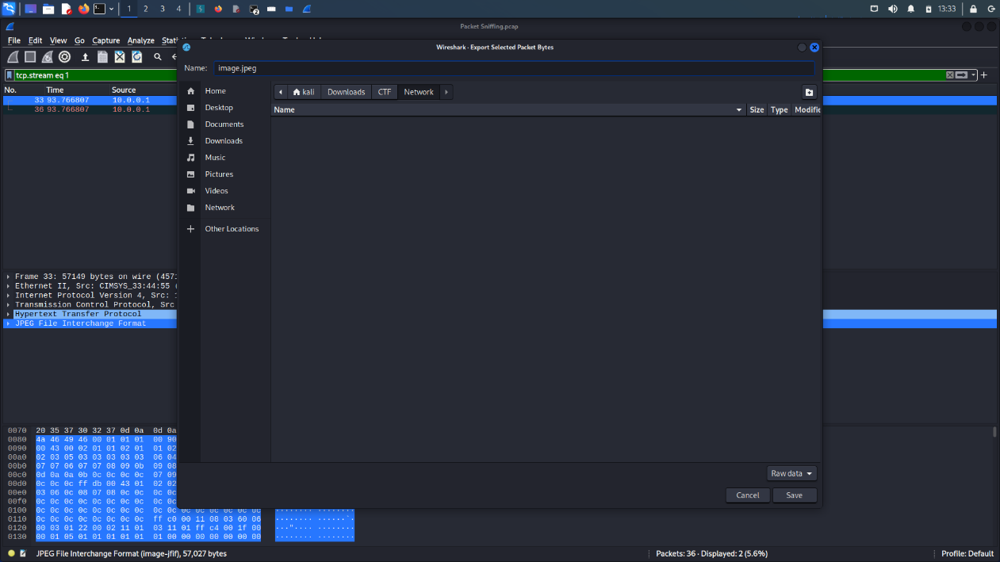 1 2 3 4 2 13:33
Packet Sniffing.pcap
File Edit View Go Capture Analyze
Wireshark · Export Selected Packet Bytes
Name: image.jpeg
tcp.stream eq 1
No. Time Source
33 93.766807 10.0.0.1
36 93.766807 10.0.0.1
Home
Desktop
Documents
Downloads
Music
Pictures
Videos
Network
Other Locations
kali Downloads CTF Network
Name Size Type Modifie
Frame 33: 57149 bytes on wire (457
Ethernet II, Src: CIMSYS_33:44:55 (
Internet Protocol Version 4, Src: 1
Transmission Control Protocol, Src
Hypertext Transfer Protocol
JPEG File Interchange Format
0070 20 35 37 30 32 37 0d 0a 0d 0a
0080 4a 46 49 46 00 01 01 01 00 90
0090 00 43 00 02 01 01 02 01 01 02
00a0 02 03 05 03 03 03 03 03 06 04
00b0 07 07 06 07 07 08 09 0b 09 08
00c0 0d 0a 0a 0b 0c 0c 0c 0c 07 09
00d0 0c 0c 0c ff db 00 43 01 02 02
00e0 03 06 0c 08 07 08 0c 0c 0c 0c
00f0 0c 0c 0c 0c 0c 0c 0c 0c 0c 0c
0100 0c 0c 0c 0c 0c 0c 0c 0c 0c 0c 0c 0c 0c 0c 0c 0c
0110 0c 0c 0c 0c 0c 0c 0c 0c ff c0 00 11 08 03 60 06
0120 00 03 01 22 00 02 11 01 03 11 01 ff c4 00 1f 00
0130 00 01 05 01 01 01 01 01 01 00 00 00 00 00 00 00
Raw data
Cancel Save
JPEG File Interchange Format (image-jfif), 57,027 bytes Packets: 36 · Displayed: 2 (5.6%) Profile: Default